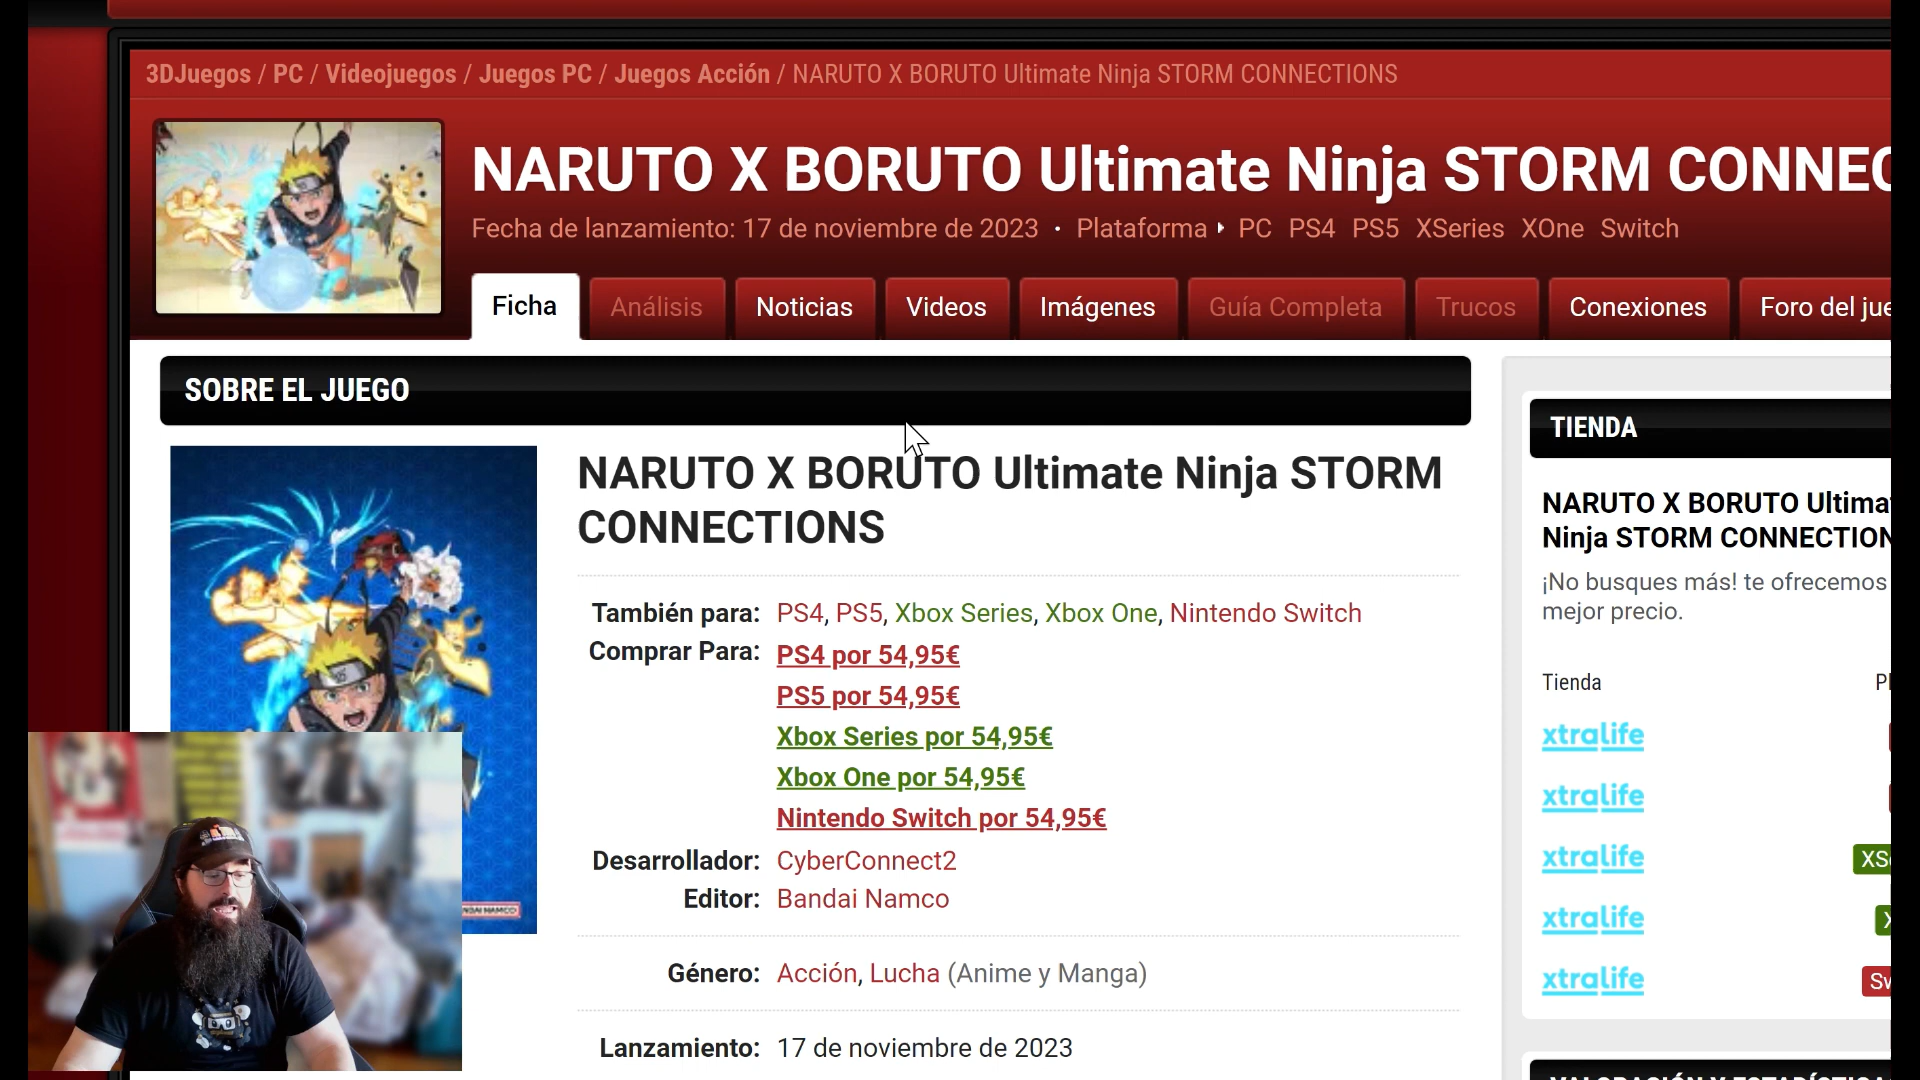 3DJuegos / PC / Videojuegos / Juegos PC / Juegos Acción / NARUTO X BORUTO Ultimate Ninja STORM CONNECTIONS
NARUTO X BORUTO Ultimate Ninja STORM CONNEC
Fecha de lanzamiento: 17 de noviembre de 2023 · Plataforma PC PS4 PS5 XSeries XOne Switch
Ficha Análisis Noticias Videos Imágenes Guía Completa Trucos Conexiones Foro del jue
SOBRE EL JUEGO
NARUTO X BORUTO Ultimate Ninja STORM
CONNECTIONS
También para: PS4, PS5, Xbox Series, Xbox One, Nintendo Switch
Comprar Para: PS4 por 54,95€
PS5 por 54,95€
Xbox Series por 54,95€
Xbox One por 54,95€
Nintendo Switch por 54,95€
Desarrollador: CyberConnect2
Editor: Bandai Namco
Género: Acción, Lucha (Anime y Manga)
Lanzamiento: 17 de noviembre de 2023
TIENDA
NARUTO X BORUTO Ultimat
Ninja STORM CONNECTION
¡No busques más! te ofrecemos
mejor precio.
Tienda Pl
xtralife
xtralife
xtralife XSe
xtralife X
xtralife Sw